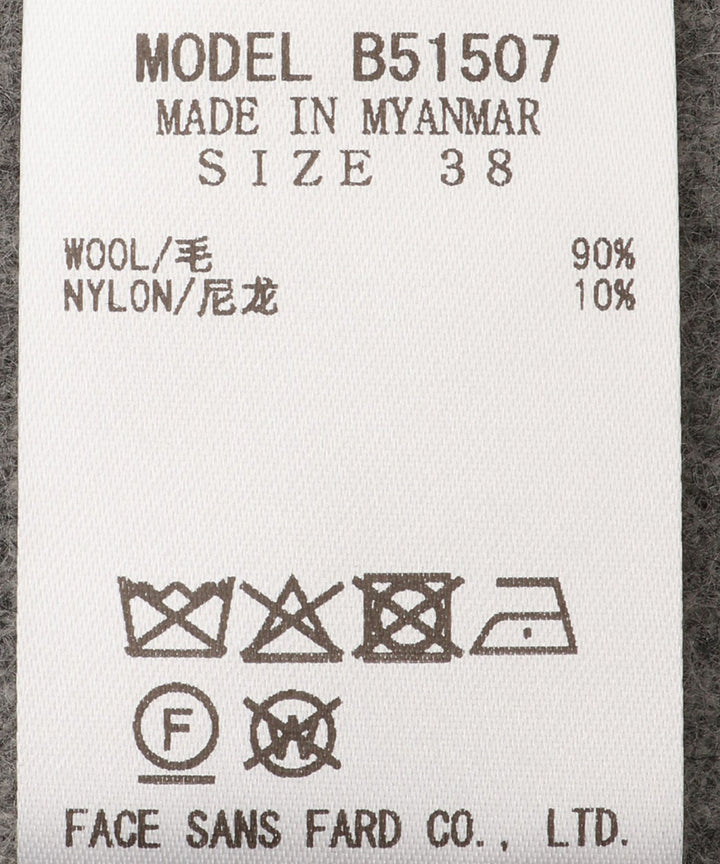 MODEL B51507
MADE IN MYANMAR
SIZE 38
WOOL/毛 90%
NYLON/尼龙 10%
F
W
FACE SANS FARD CO., LTD.